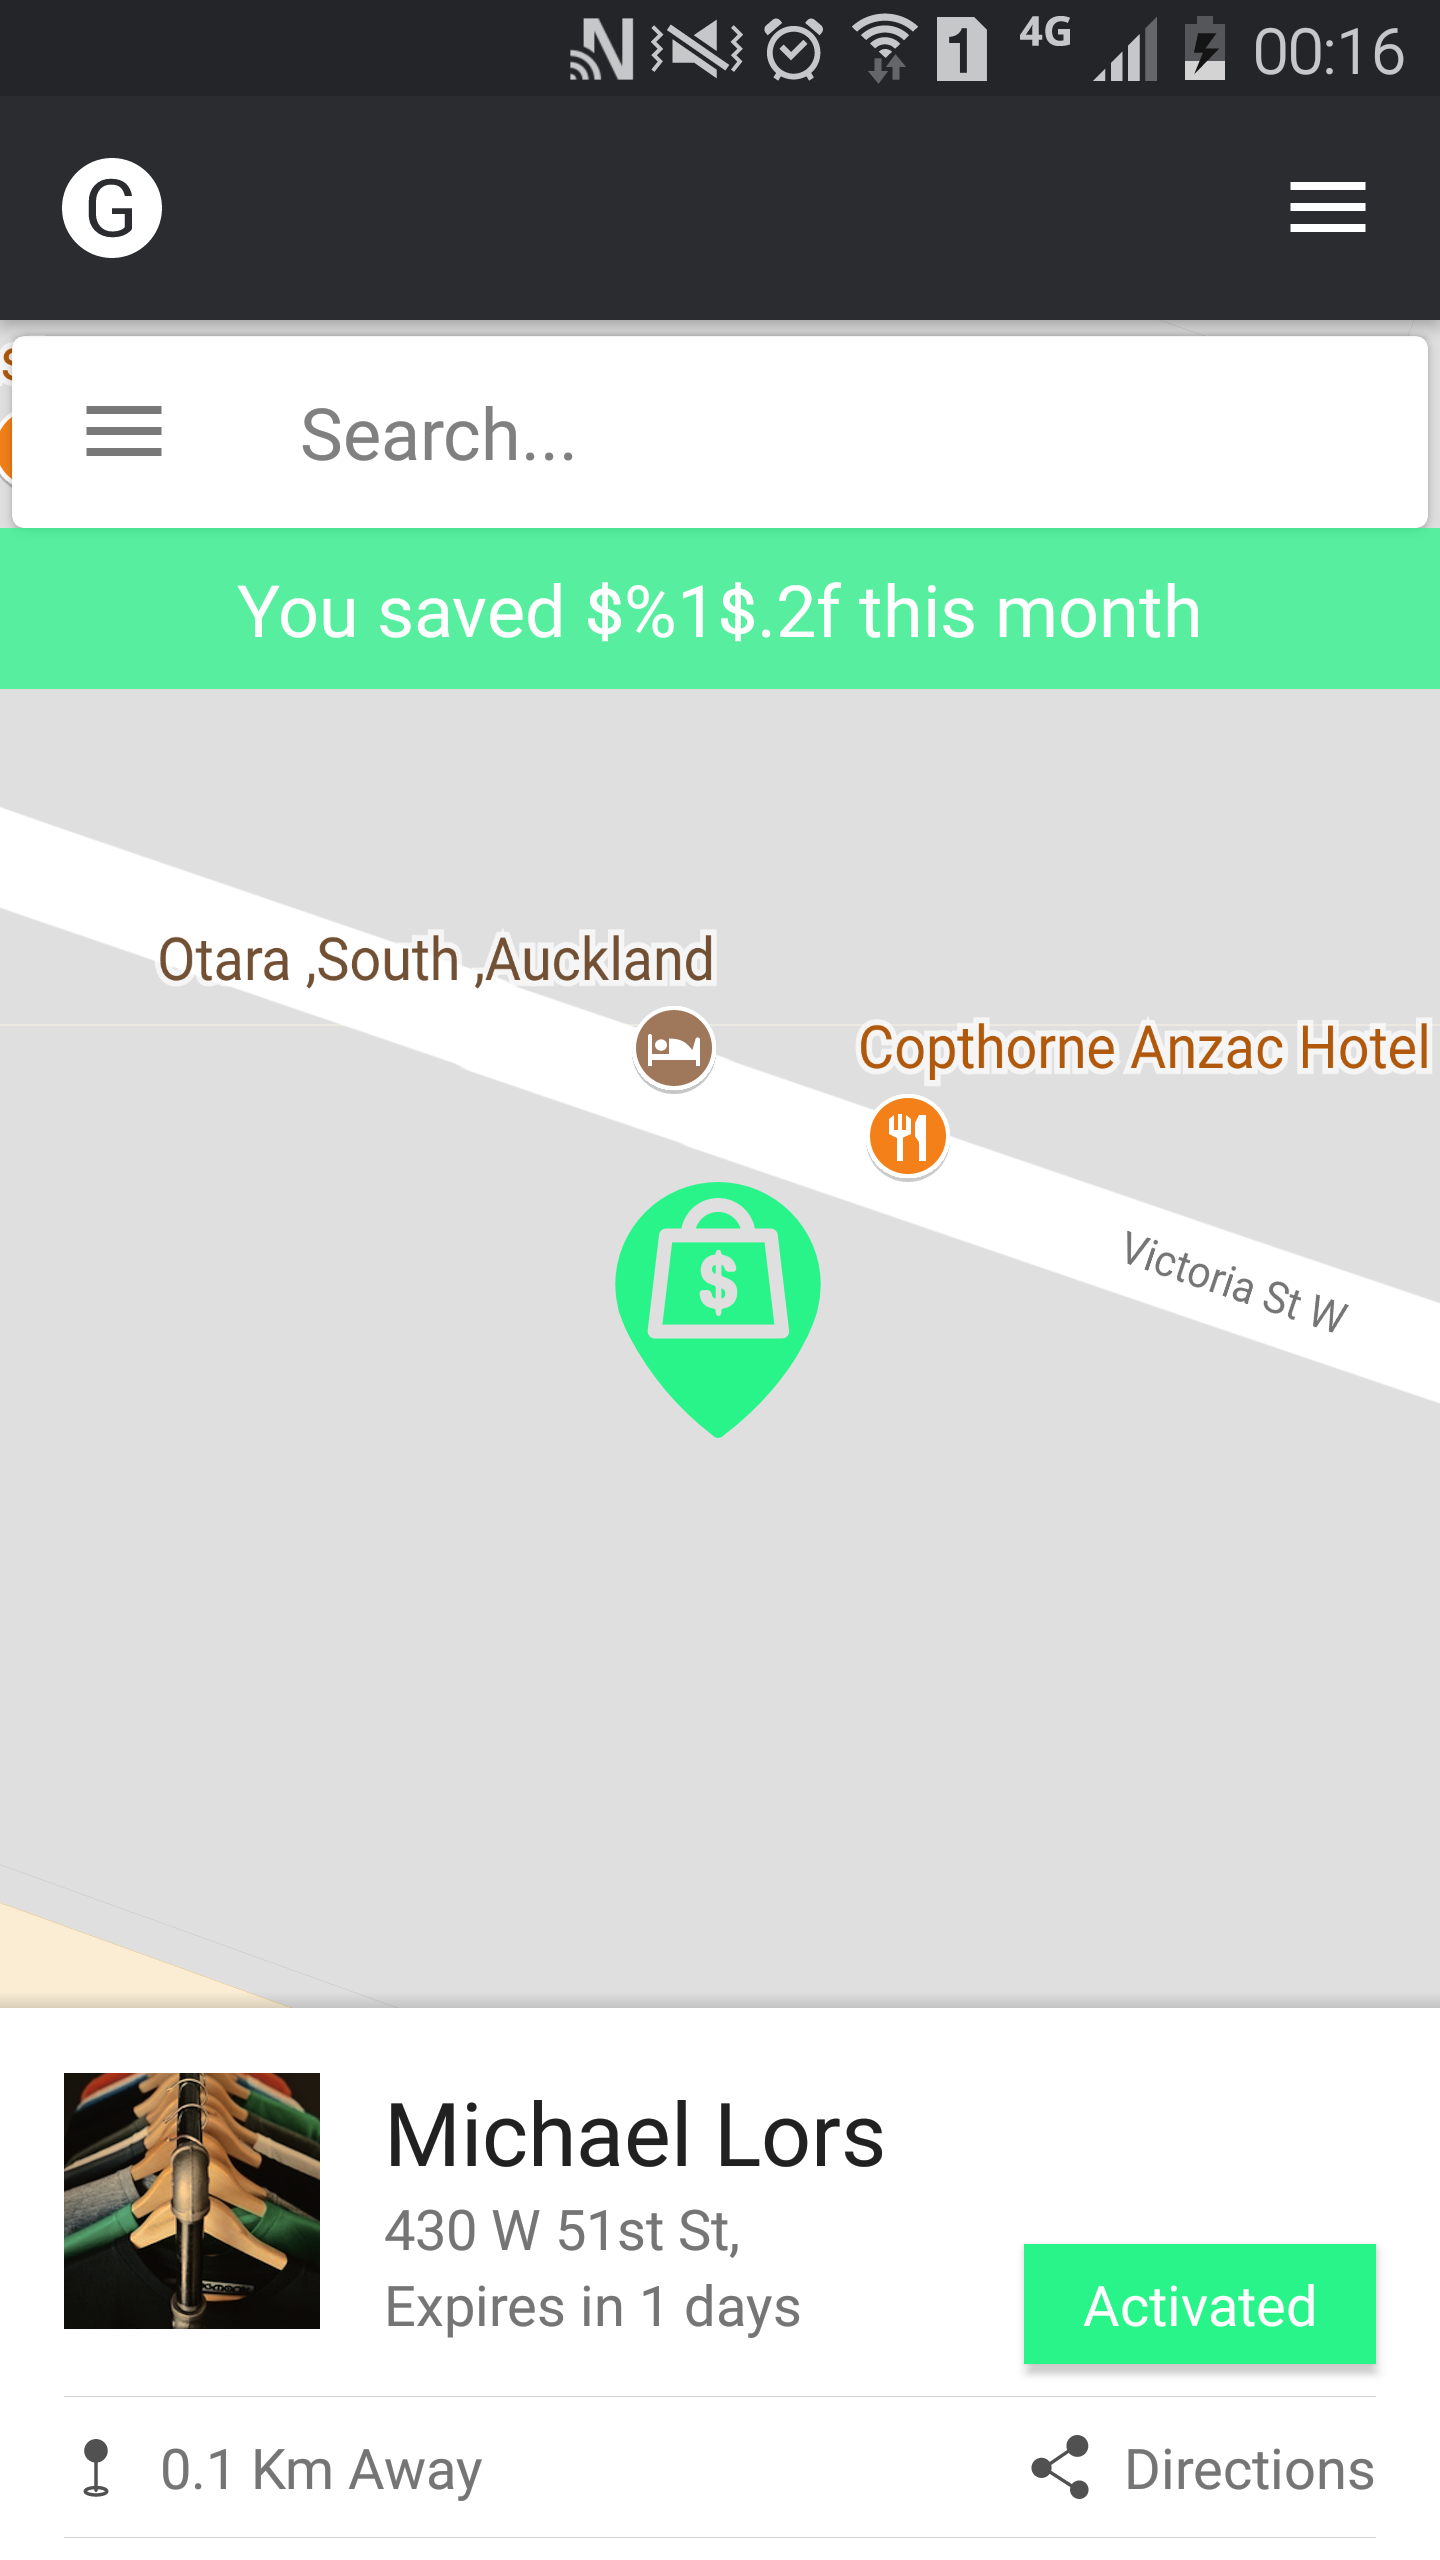 N 1 4G 00:16
G
Search...
You saved $%1$.2f this month
Otara ,South ,Auckland
Copthorne Anzac Hotel
$
Victoria St W
Michael Lors
430 W 51st St,
Expires in 1 days
Activated
0.1 Km Away
Directions